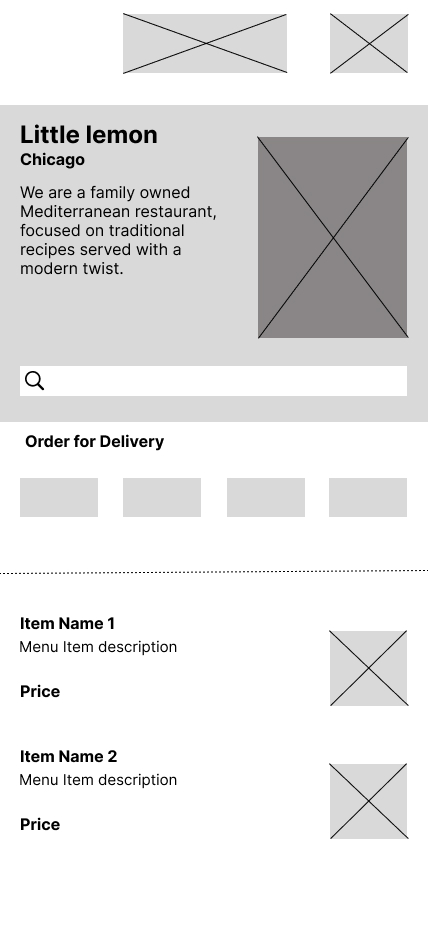 Little lemon
Chicago
We are a family owned
Mediterranean restaurant,
focused on traditional
recipes served with a
modern twist.
Order for Delivery
Item Name 1
Menu Item description
Price
Item Name 2
Menu Item description
Price